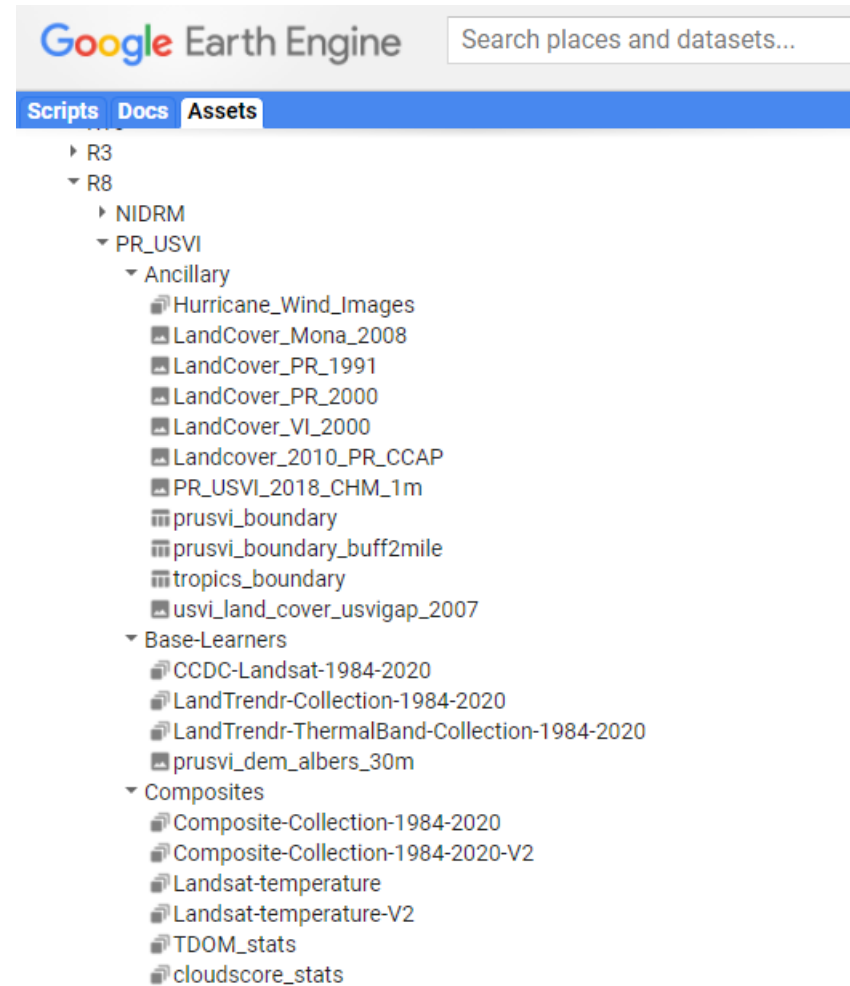 Google Earth Engine
Search places and datasets...
Scripts Docs Assets
R3
R8
NIDRM
PR_USVI
Ancillary
Hurricane_Wind_Images
LandCover_Mona_2008
LandCover_PR_1991
LandCover_PR_2000
LandCover_VI_2000
Landcover_2010_PR_CCAP
PR_USVI_2018_CHM_1m
prusvi_boundary
prusvi_boundary_buff2mile
tropics_boundary
usvi_land_cover_usvigap_2007
Base-Learners
CCDC-Landsat-1984-2020
LandTrendr-Collection-1984-2020
LandTrendr-ThermalBand-Collection-1984-2020
prusvi_dem_albers_30m
Composites
Composite-Collection-1984-2020
Composite-Collection-1984-2020-V2
Landsat-temperature
Landsat-temperature-V2
TDOM_stats
cloudscore_stats